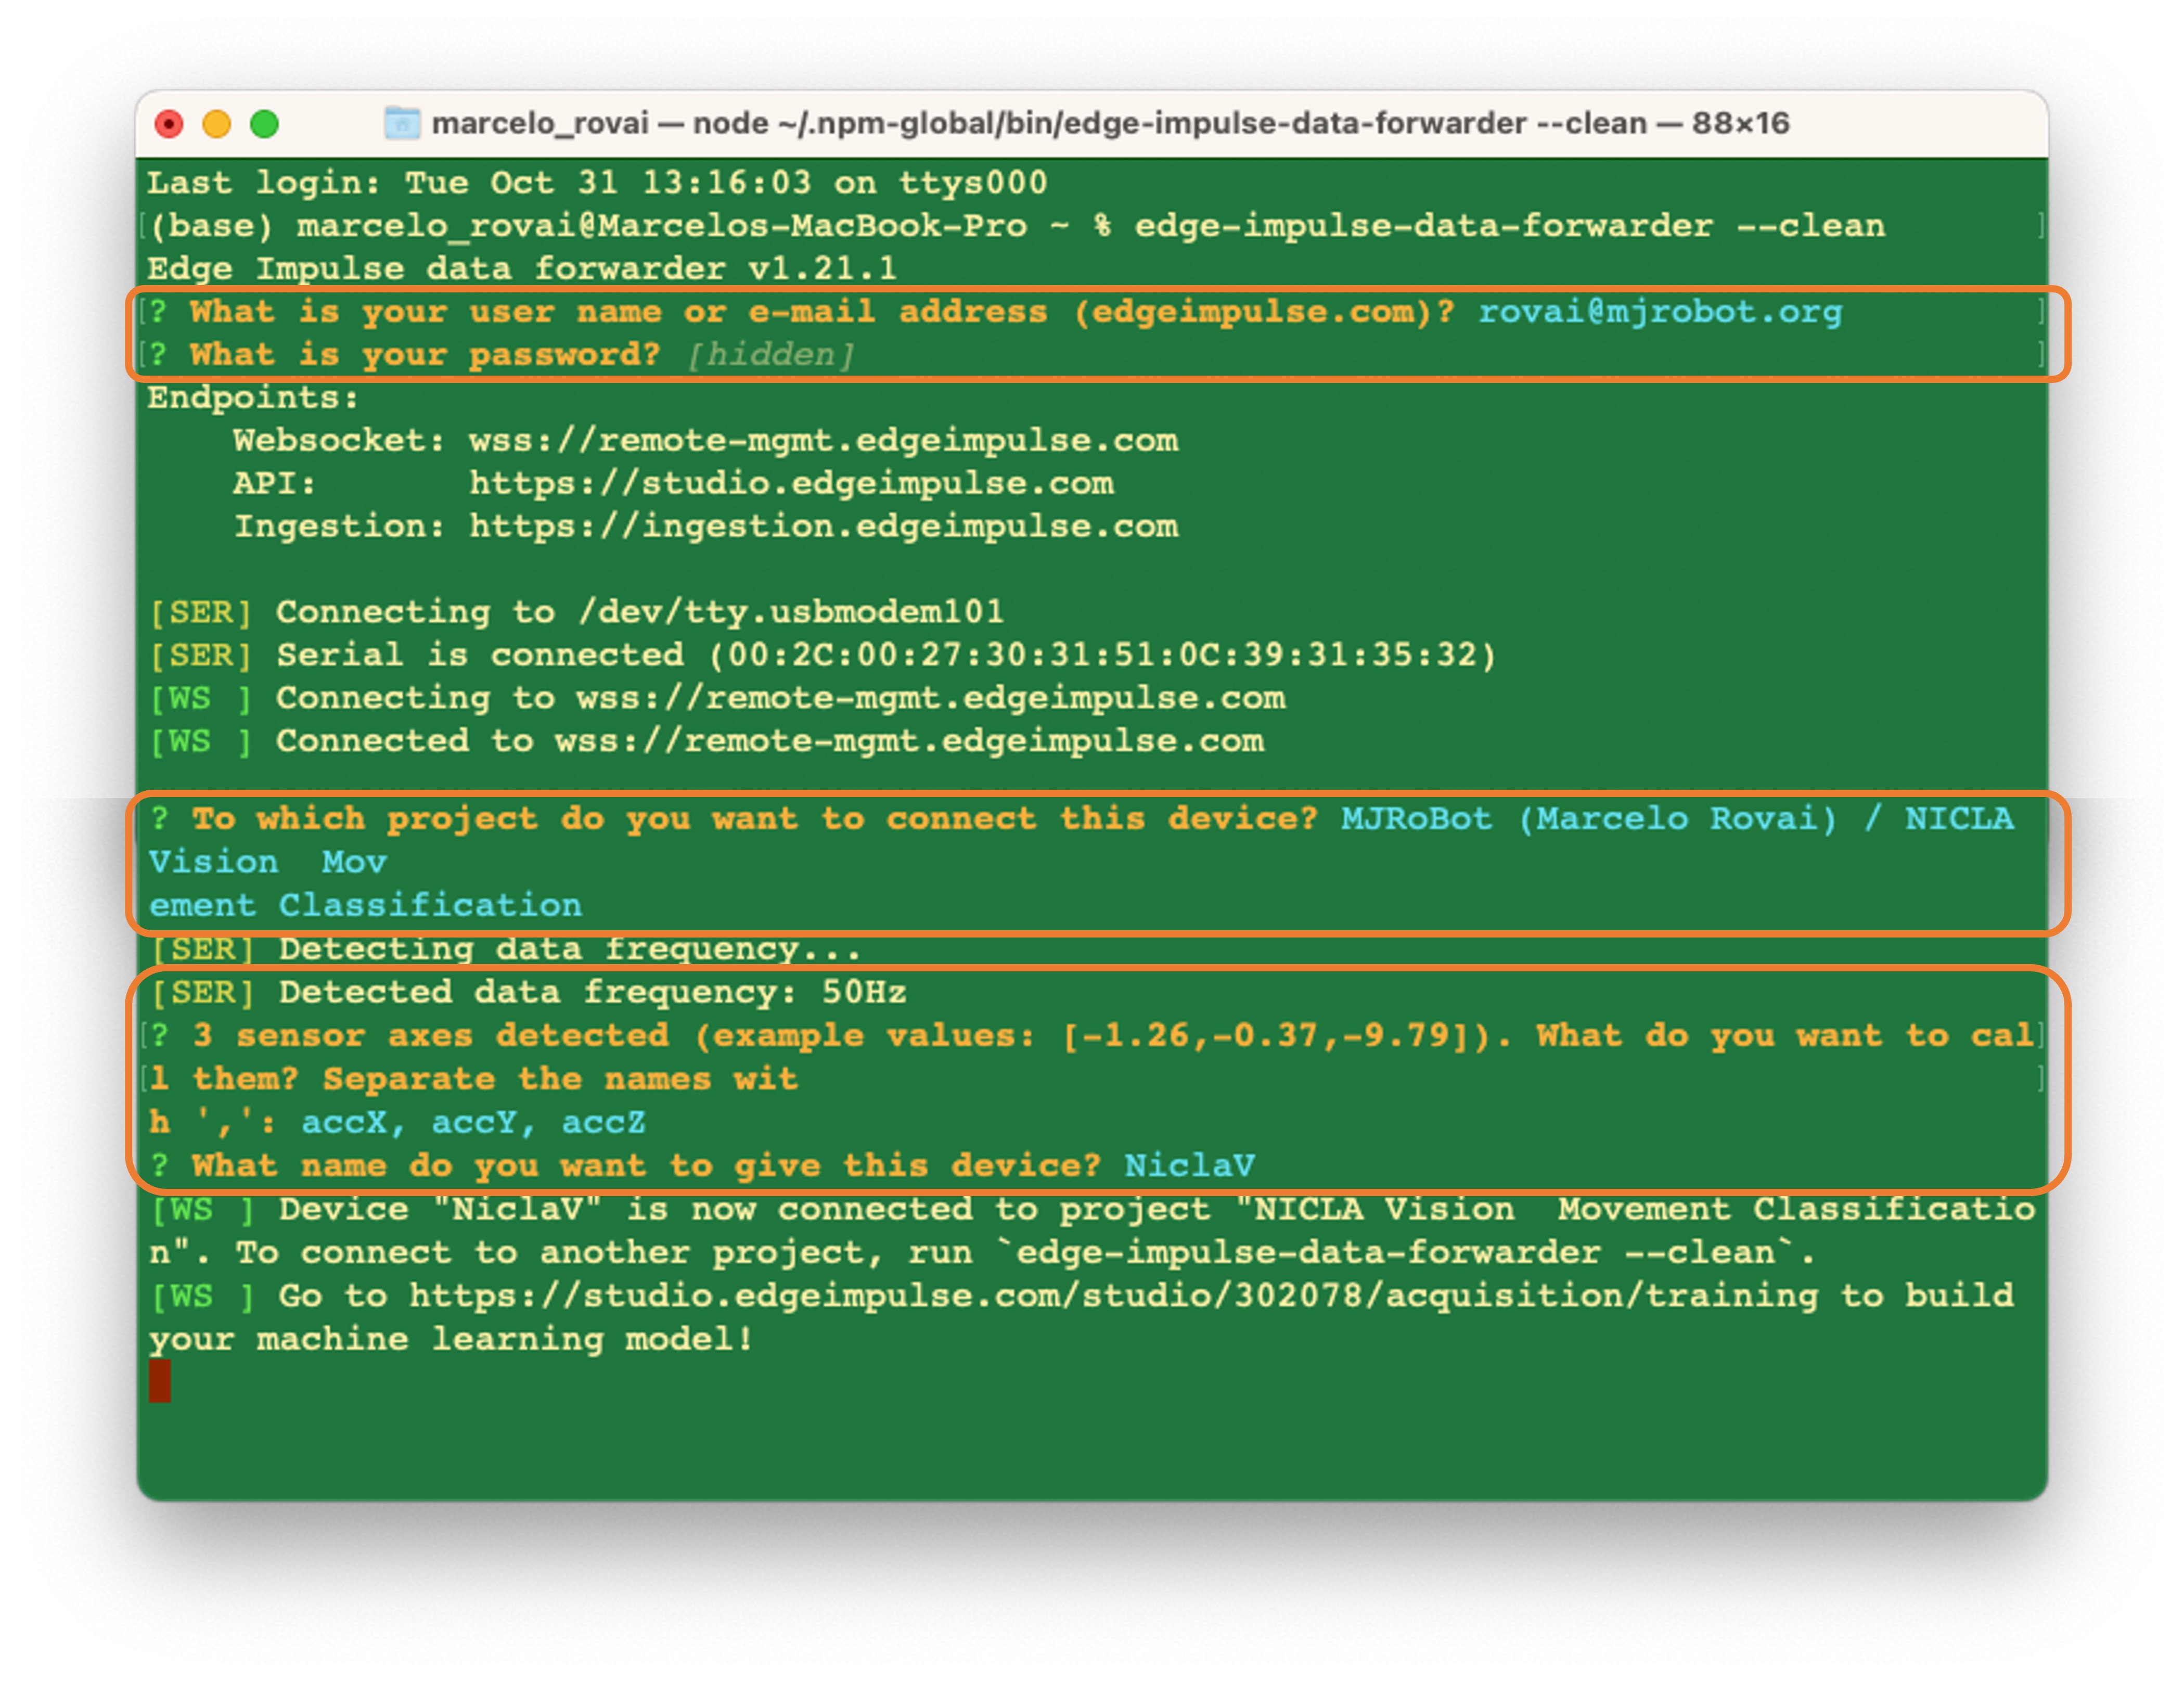 marcelo_rovai — node ~/.npm-global/bin/edge-impulse-data-forwarder --clean — 88×16
Last login: Tue Oct 31 13:16:03 on ttys000
[(base) marcelo_rovai@Marcelos-MacBook-Pro ~ % edge-impulse-data-forwarder --clean ]
Edge Impulse data forwarder v1.21.1
[? What is your user name or e-mail address (edgeimpulse.com)? rovai@mjrobot.org ]
[? What is your password? [hidden] ]
Endpoints:
    Websocket: wss://remote-mgmt.edgeimpulse.com
    API:       https://studio.edgeimpulse.com
    Ingestion: https://ingestion.edgeimpulse.com
[SER] Connecting to /dev/tty.usbmodem101
[SER] Serial is connected (00:2C:00:27:30:31:51:0C:39:31:35:32)
[WS ] Connecting to wss://remote-mgmt.edgeimpulse.com
[WS ] Connected to wss://remote-mgmt.edgeimpulse.com
? To which project do you want to connect this device? MJRoBot (Marcelo Rovai) / NICLA
Vision  Mov
ement Classification
[SER] Detecting data frequency...
[SER] Detected data frequency: 50Hz
[? 3 sensor axes detected (example values: [-1.26,-0.37,-9.79]). What do you want to cal]
[l them? Separate the names wit ]
h ',': accX, accY, accZ
? What name do you want to give this device? NiclaV
[WS ] Device "NiclaV" is now connected to project "NICLA Vision  Movement Classificatio
n". To connect to another project, run `edge-impulse-data-forwarder --clean`.
[WS ] Go to https://studio.edgeimpulse.com/studio/302078/acquisition/training to build
your machine learning model!